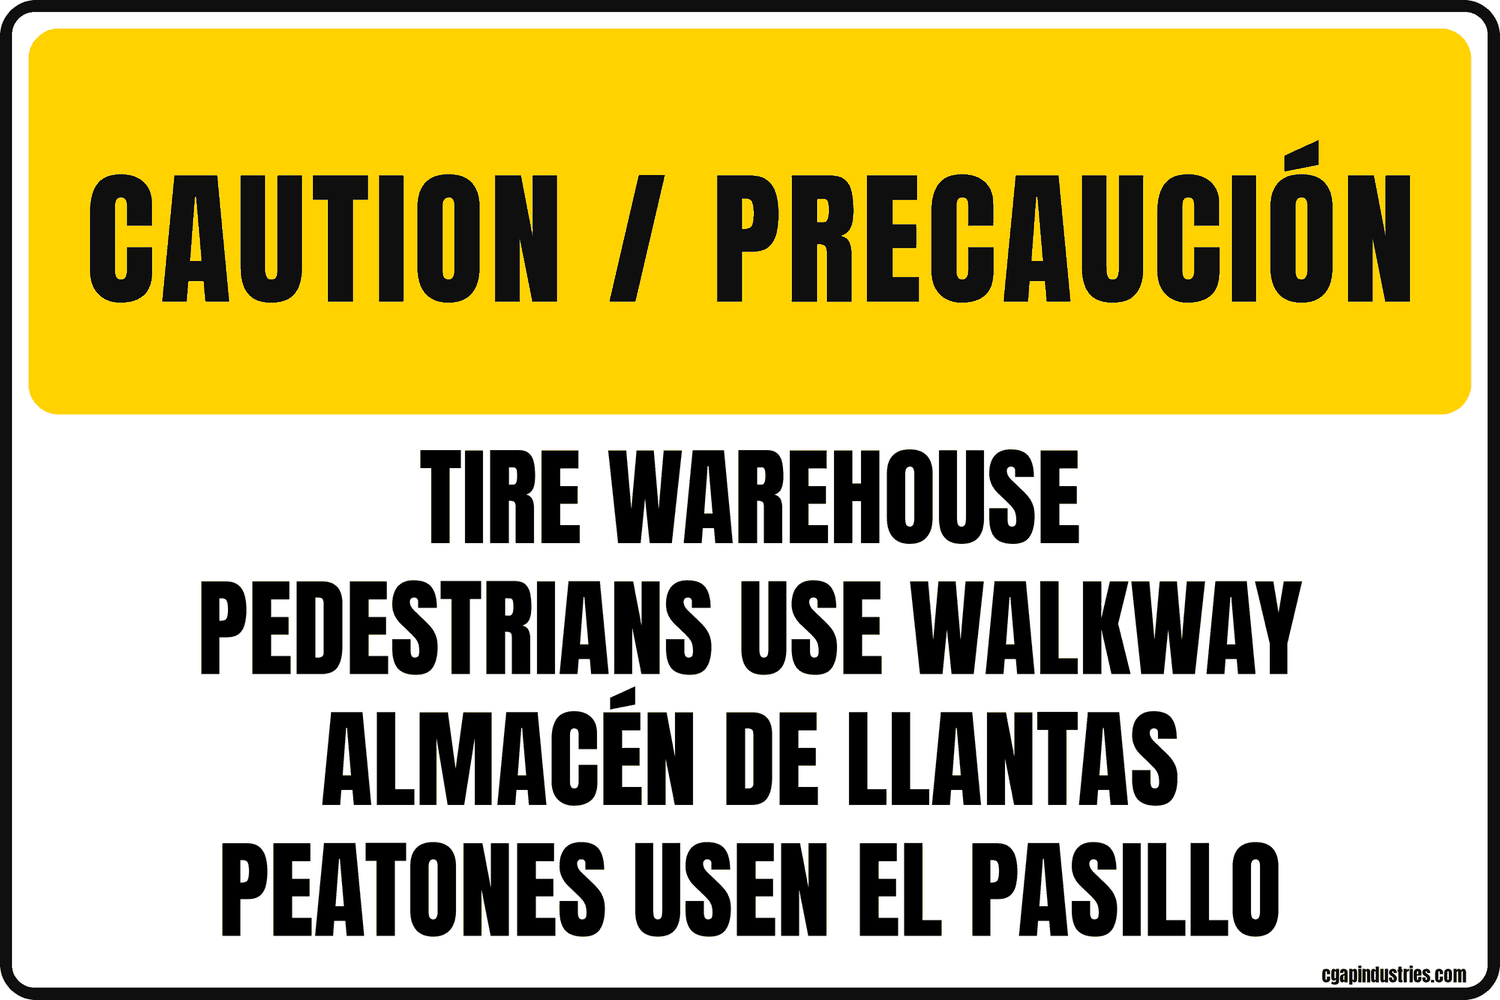 CAUTION / PRECAUCIÓN
TIRE WAREHOUSE
PEDESTRIANS USE WALKWAY
ALMACÉN DE LLANTAS
PEATONES USEN EL PASILLO
cgapindustries.com